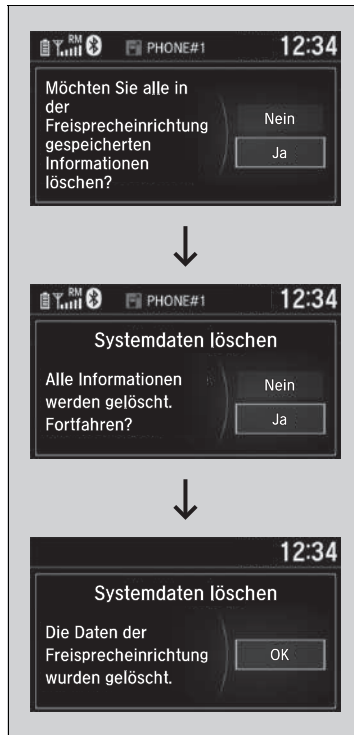 RM PHONE#1 12:34
Möchten Sie alle in
der
Freisprecheinrichtung
gespeicherten
Informationen
löschen?
Nein
Ja
RM PHONE#1 12:34
Systemdaten löschen
Alle Informationen
werden gelöscht.
Fortfahren?
Nein
Ja
12:34
Systemdaten löschen
Die Daten der
Freisprecheinrichtung
wurden gelöscht.
OK